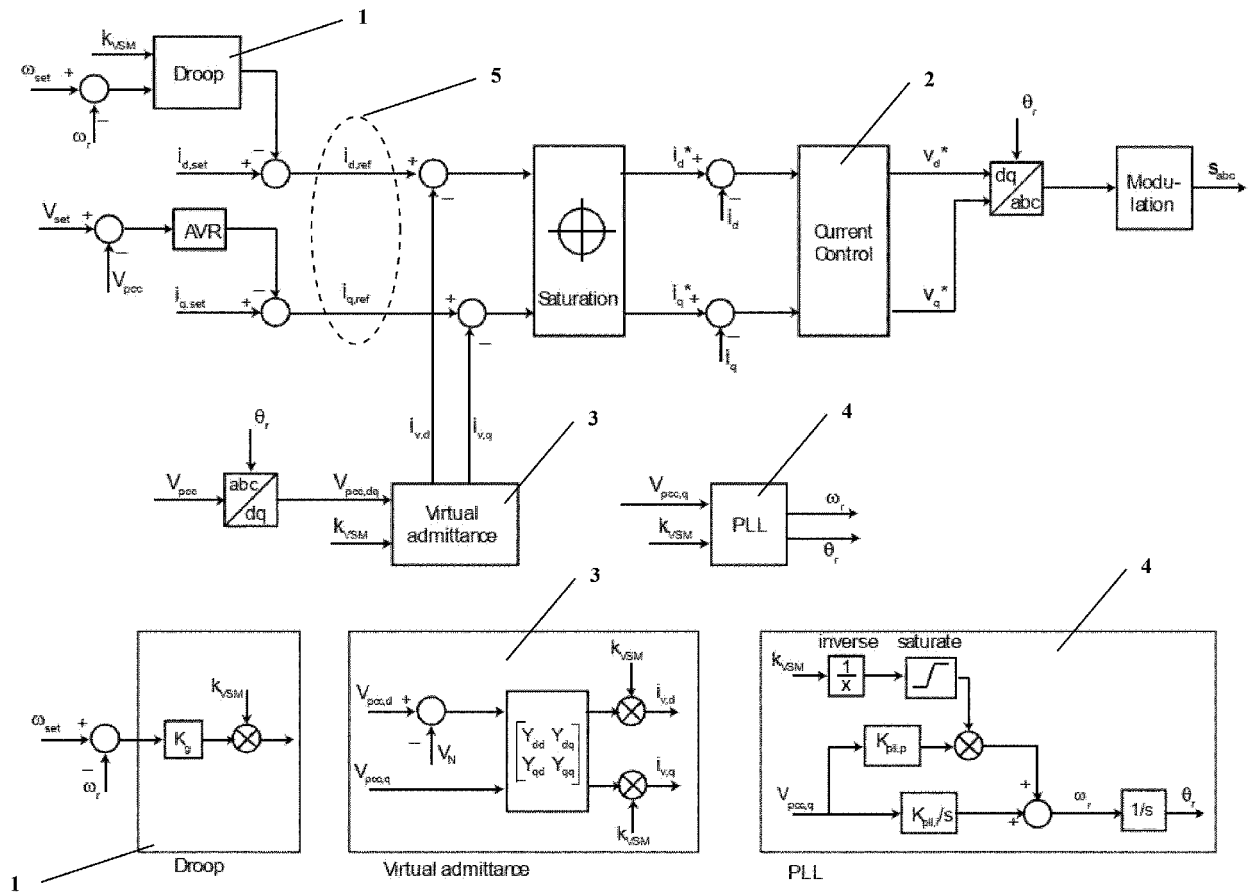 1
k_VSM
ω_set + Droop
−
ω_r
5
2
θ_r
i_d,set + −
i_d,ref + −
i_d* + −
i_d
v_d*
dq
abc
Modu-
lation
s_abc
V_set + −
AVR
V_pcc
Saturation
Current
Control
i_q,set + −
i_q,ref + −
i_q* + −
i_q
v_q*
θ_r
i_v,d
i_v,q
3
4
V_pcc
abc
dq
V_pcc,dq
k_VSM
Virtual
admittance
V_pcc,q
k_VSM
PLL
ω_r
θ_r
3
4
k_VSM
ω_set + −
ω_r
K_g
Droop
1
V_pcc,d + −
V_N
V_pcc,q
Y_dd Y_dq
Y_qd Y_qq
k_VSM
i_v,d
i_v,q
k_VSM
Virtual admittance
inverse saturate
k_VSM
1
x
K_pll,p
V_pcc,q
K_pll,i/s
+
+
ω_r
1/s
θ_r
PLL